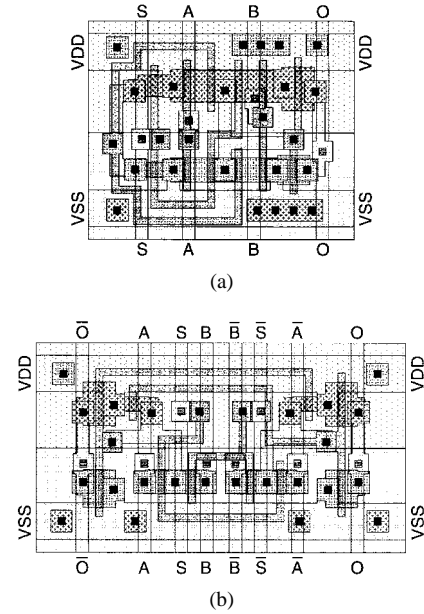 S A B O
VDD VDD
VSS VSS
S A B O
(a)
O̅ A S B B̅ S̅ A̅ O
VDD VDD
VSS VSS
O̅ A S B B̅ S̅ A̅ O
(b)